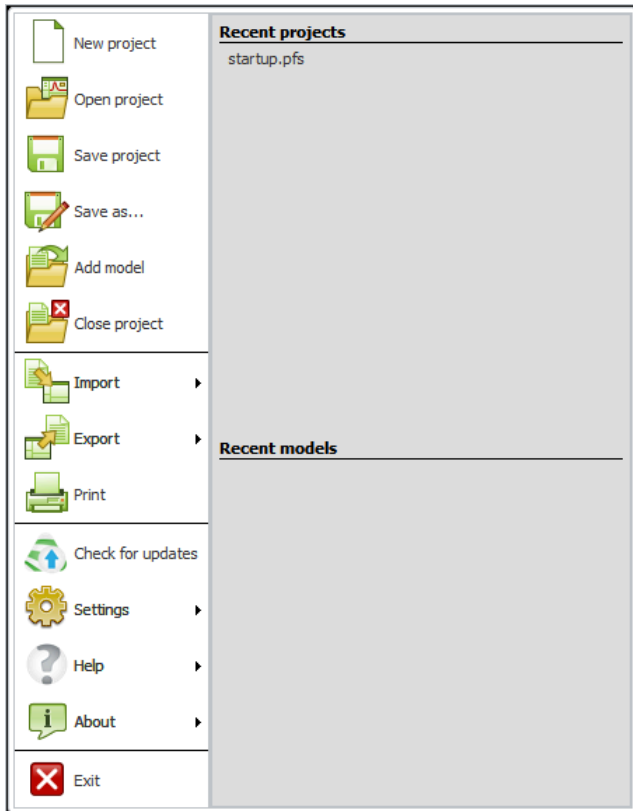 New project
Open project
Save project
Save as...
Add model
Close project
Import
Export
Print
Check for updates
Settings
Help
About
Exit
Recent projects
startup.pfs
Recent models